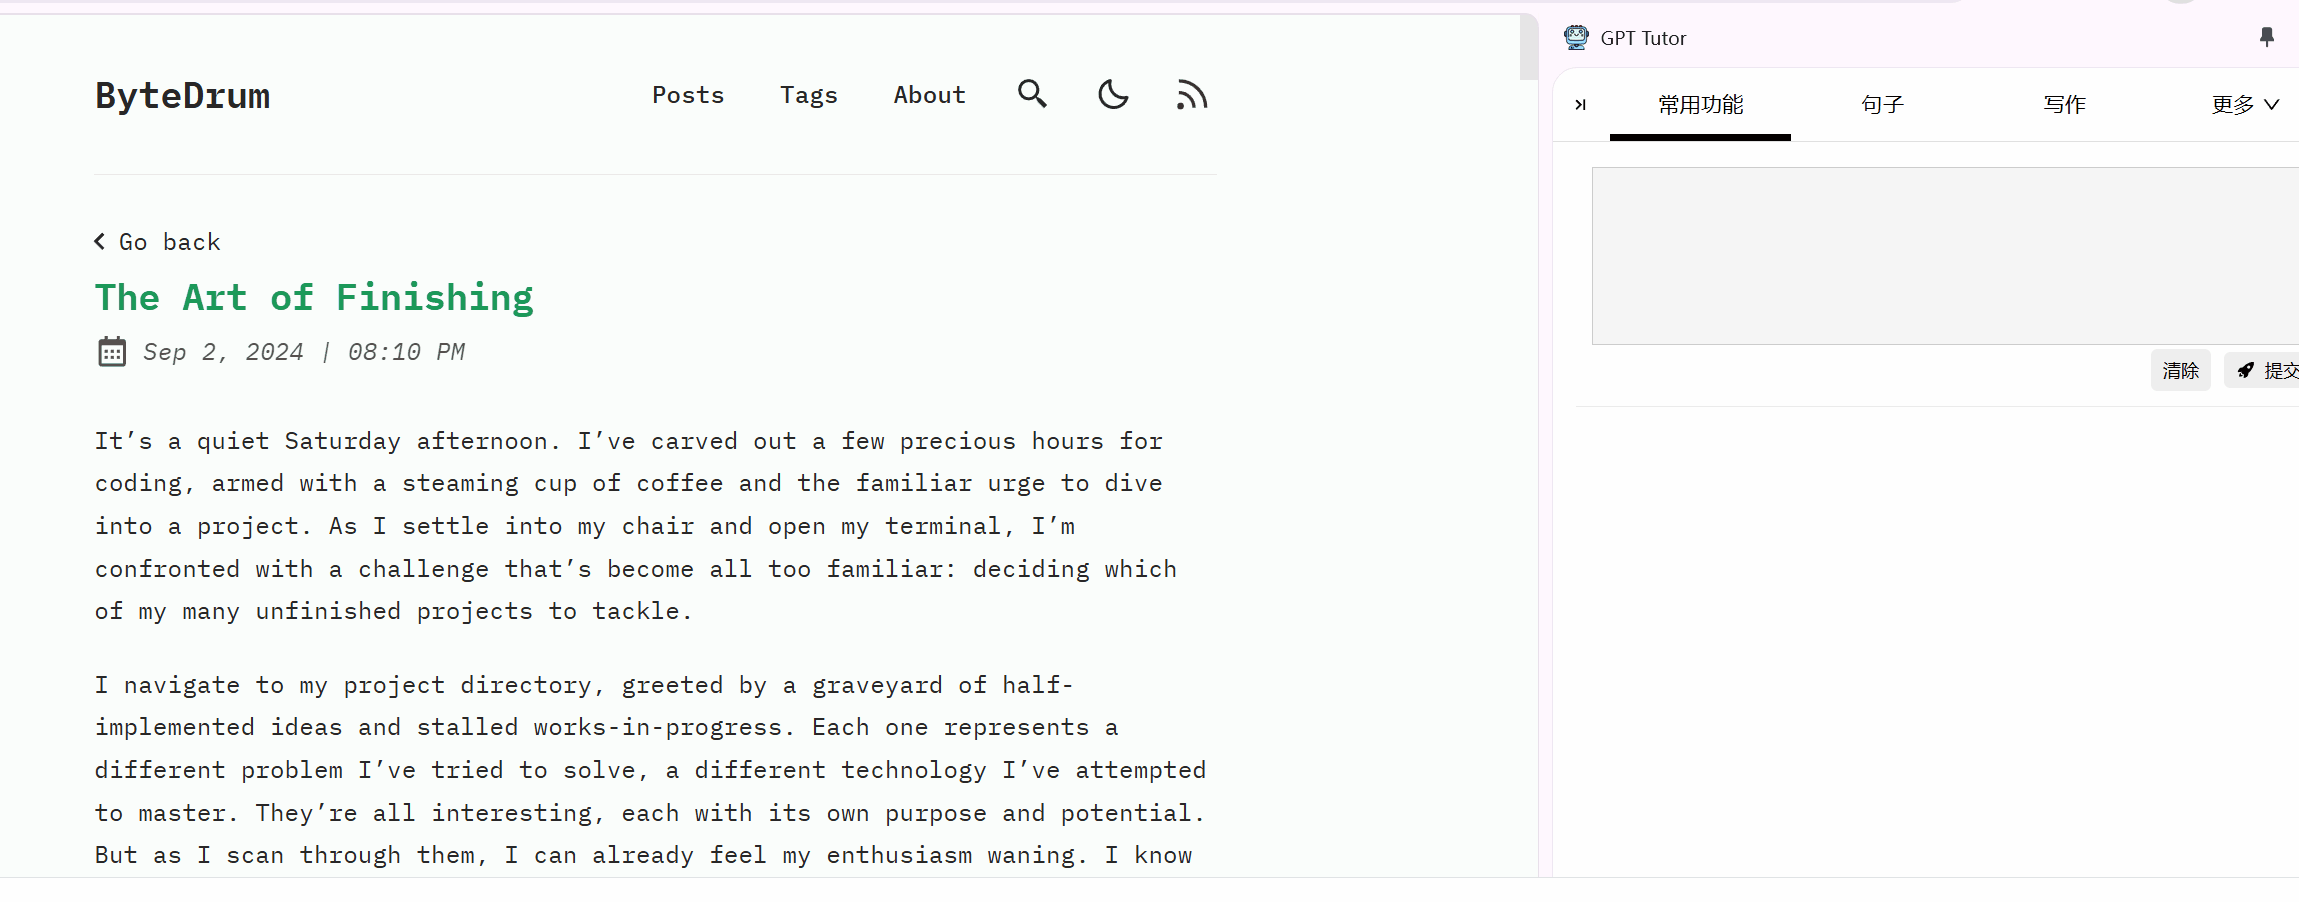 ByteDrum
Posts Tags About
Go back
The Art of Finishing
Sep 2, 2024 | 08:10 PM
It’s a quiet Saturday afternoon. I’ve carved out a few precious hours for
coding, armed with a steaming cup of coffee and the familiar urge to dive
into a project. As I settle into my chair and open my terminal, I’m
confronted with a challenge that’s become all too familiar: deciding which
of my many unfinished projects to tackle.
I navigate to my project directory, greeted by a graveyard of half-
implemented ideas and stalled works-in-progress. Each one represents a
different problem I’ve tried to solve, a different technology I’ve attempted
to master. They’re all interesting, each with its own purpose and potential.
But as I scan through them, I can already feel my enthusiasm waning. I know
GPT Tutor
常用功能 句子 写作 更多
清除 提交